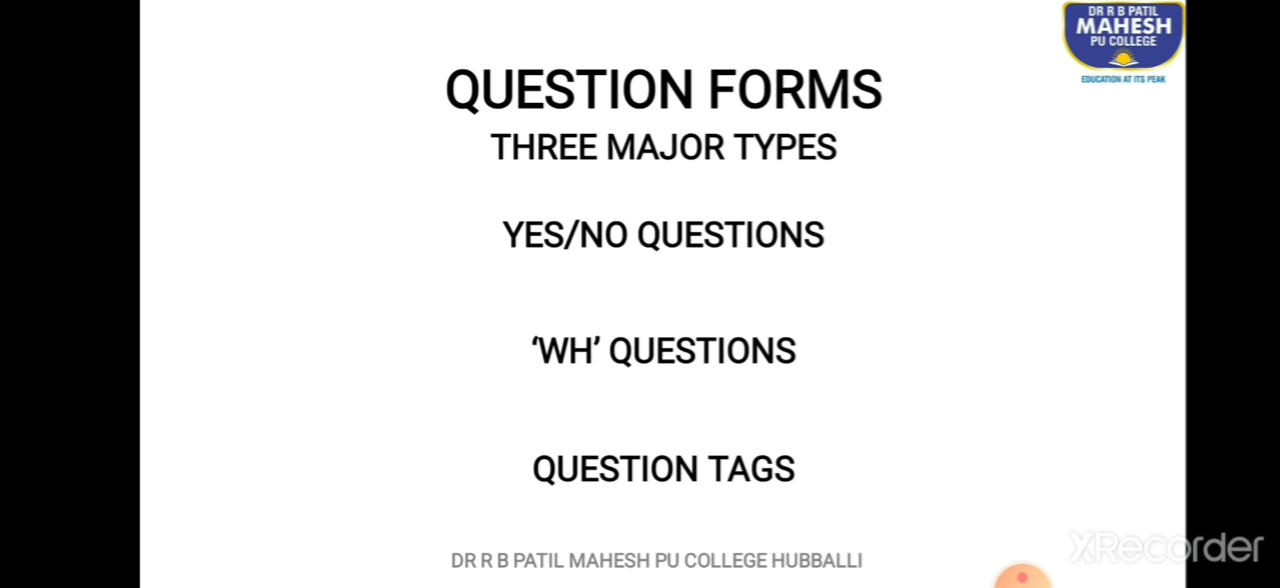 DR R B PATIL
MAHESH
PU COLLEGE
EDUCATION AT ITS PEAK
QUESTION FORMS
THREE MAJOR TYPES
YES/NO QUESTIONS
‘WH’ QUESTIONS
QUESTION TAGS
DR R B PATIL MAHESH PU COLLEGE HUBBALLI
XRecorder